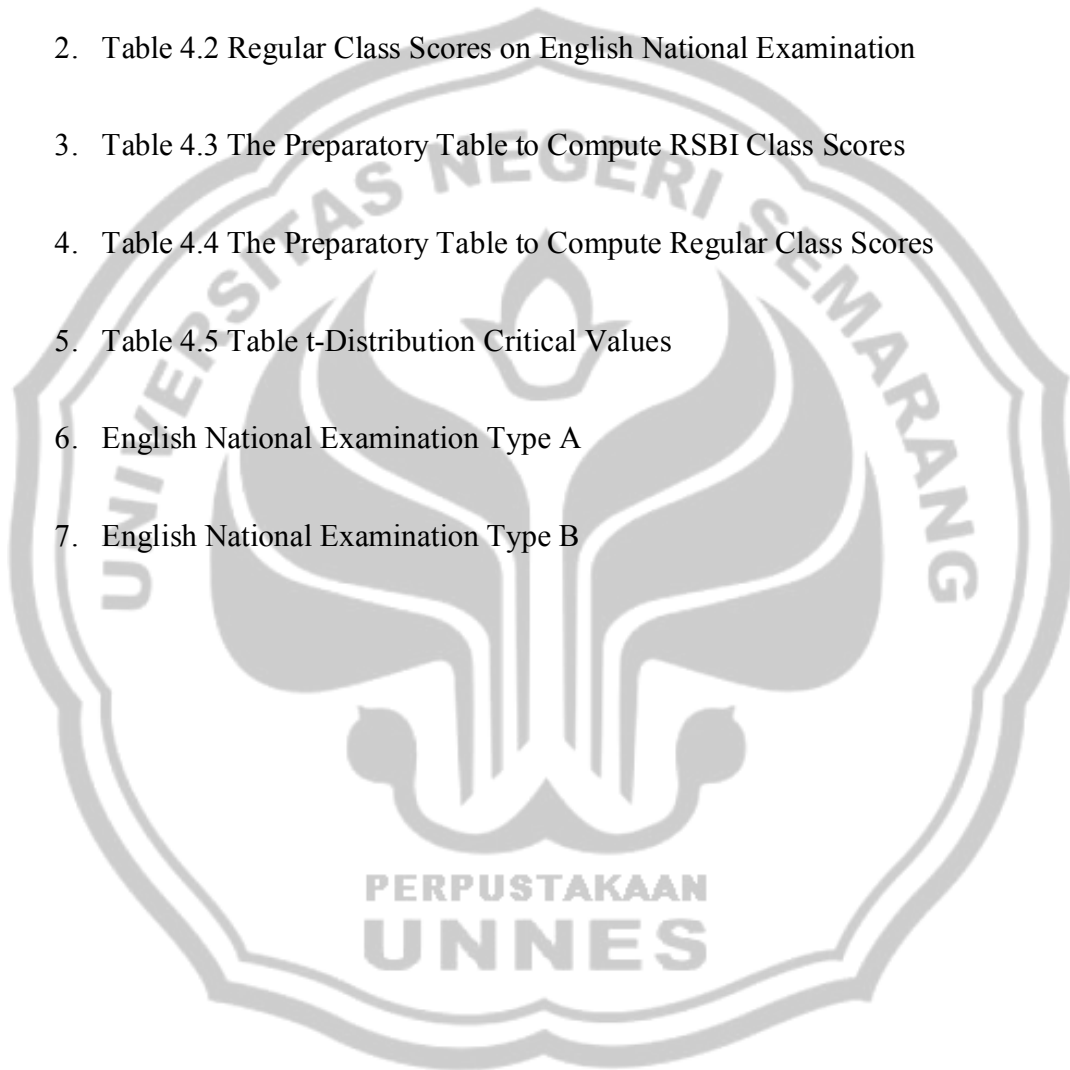 2. Table 4.2 Regular Class Scores on English National Examination
3. Table 4.3 The Preparatory Table to Compute RSBI Class Scores
4. Table 4.4 The Preparatory Table to Compute Regular Class Scores
5. Table 4.5 Table t-Distribution Critical Values
6. English National Examination Type A
7. English National Examination Type B
UNIVERSITAS NEGERI SEMARANG
PERPUSTAKAAN
UNNES